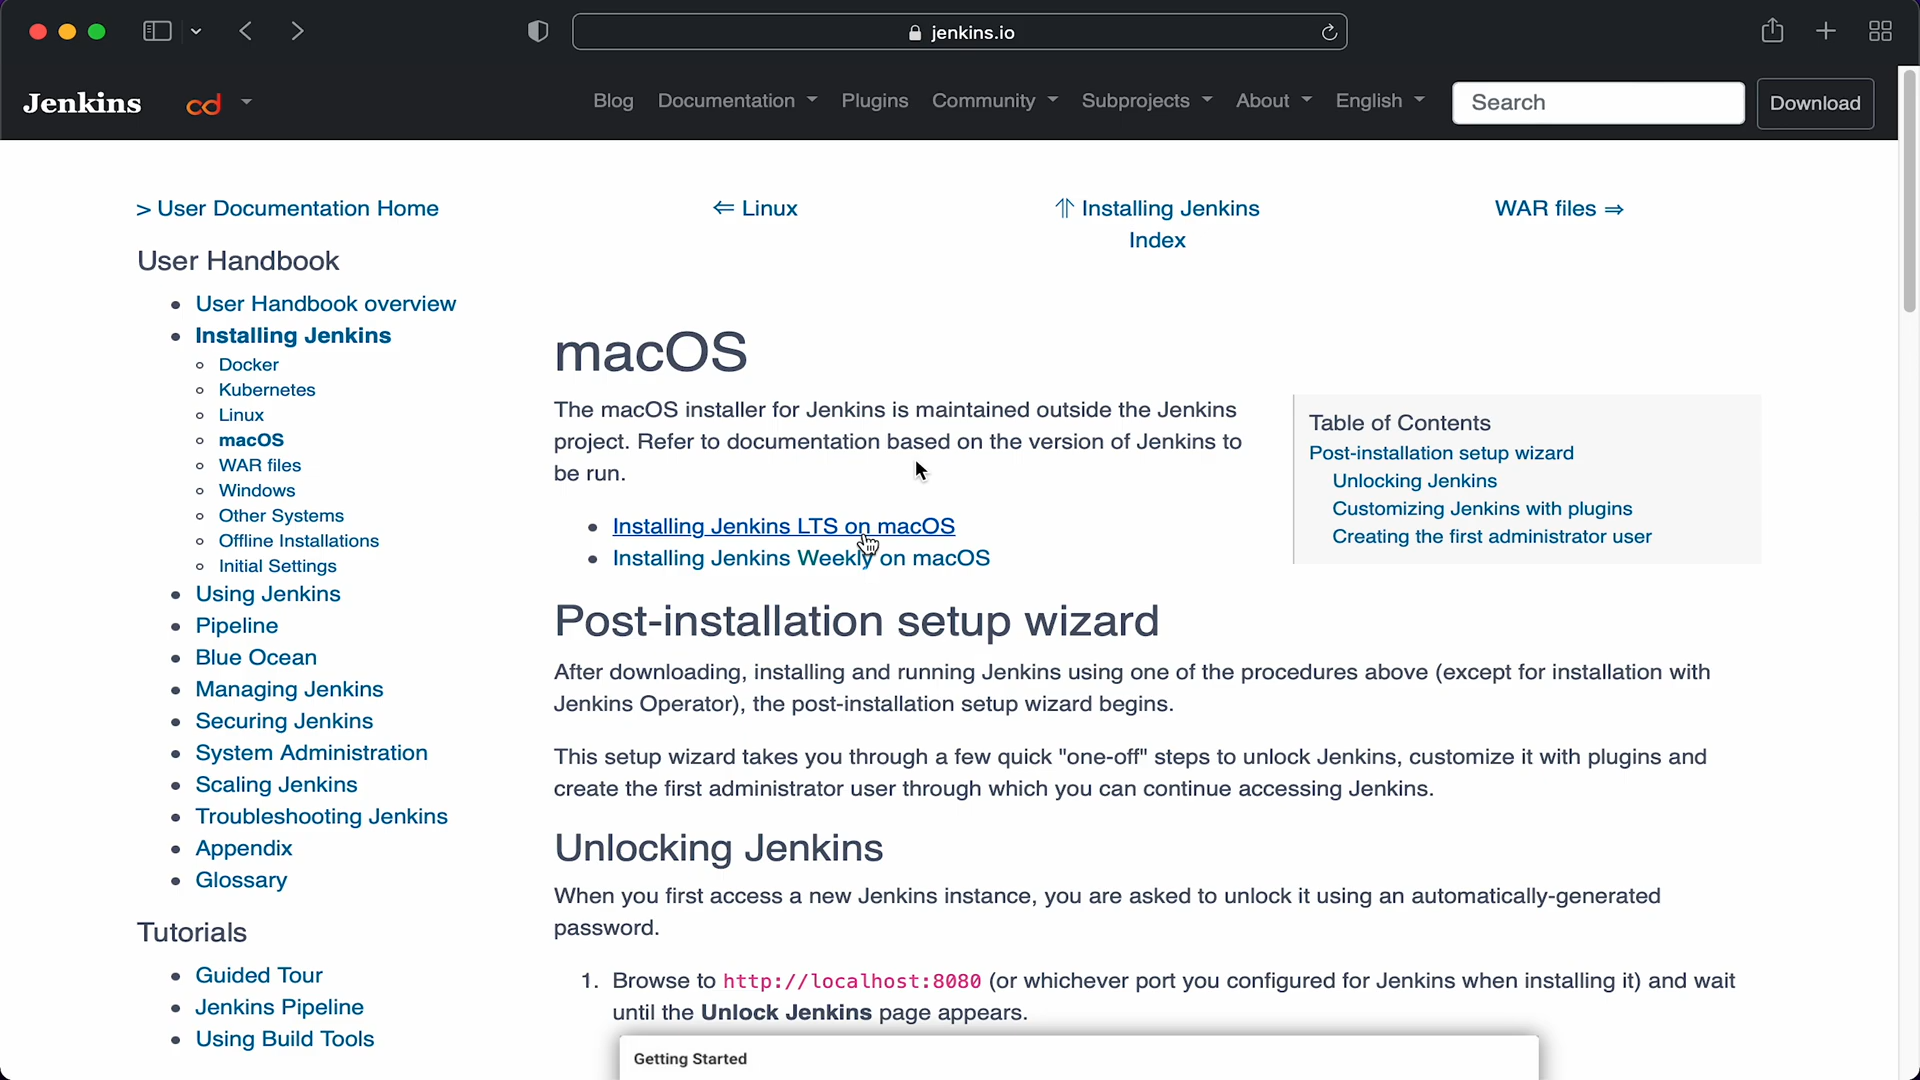 jenkins.io
Jenkins cd Blog Documentation Plugins Community Subprojects About English Search Download
> User Documentation Home
⇐ Linux
⇑ Installing Jenkins
Index
WAR files ⇒
User Handbook
User Handbook overview
Installing Jenkins
Docker
Kubernetes
Linux
macOS
WAR files
Windows
Other Systems
Offline Installations
Initial Settings
Using Jenkins
Pipeline
Blue Ocean
Managing Jenkins
Securing Jenkins
System Administration
Scaling Jenkins
Troubleshooting Jenkins
Appendix
Glossary
Tutorials
Guided Tour
Jenkins Pipeline
Using Build Tools
macOS
The macOS installer for Jenkins is maintained outside the Jenkins
project. Refer to documentation based on the version of Jenkins to
be run.
Installing Jenkins LTS on macOS
Installing Jenkins Weekly on macOS
Table of Contents
Post-installation setup wizard
Unlocking Jenkins
Customizing Jenkins with plugins
Creating the first administrator user
Post-installation setup wizard
After downloading, installing and running Jenkins using one of the procedures above (except for installation with
Jenkins Operator), the post-installation setup wizard begins.
This setup wizard takes you through a few quick "one-off" steps to unlock Jenkins, customize it with plugins and
create the first administrator user through which you can continue accessing Jenkins.
Unlocking Jenkins
When you first access a new Jenkins instance, you are asked to unlock it using an automatically-generated
password.
1. Browse to http://localhost:8080 (or whichever port you configured for Jenkins when installing it) and wait
until the Unlock Jenkins page appears.
Getting Started